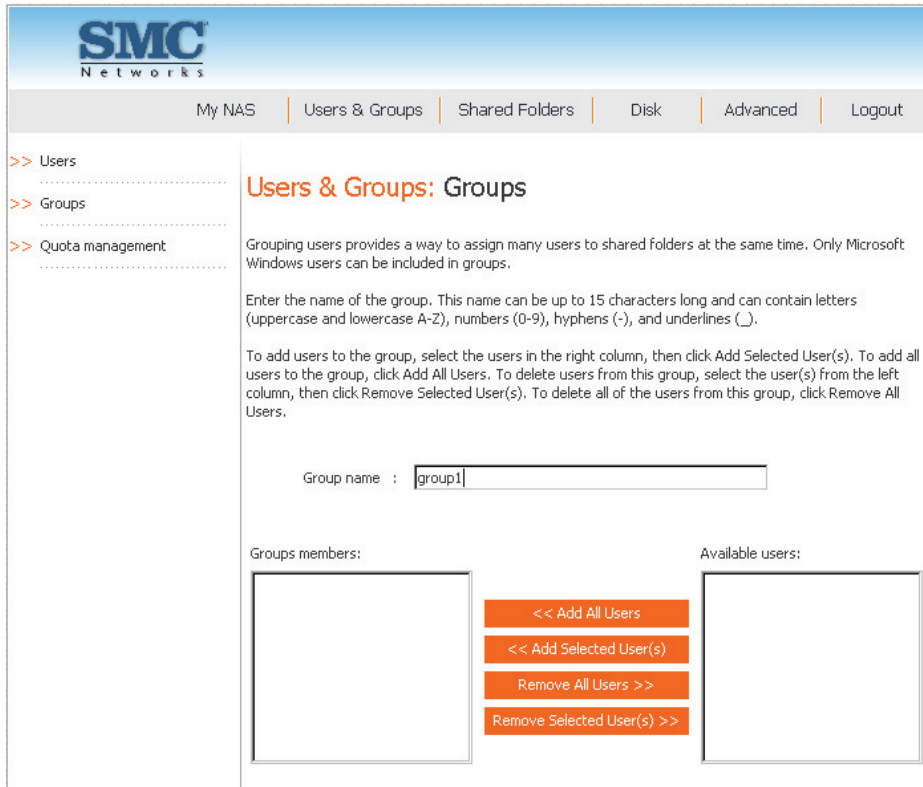 SMC
Networks
My NAS | Users & Groups | Shared Folders | Disk | Advanced | Logout
>> Users
>> Groups
>> Quota management
Users & Groups: Groups
Grouping users provides a way to assign many users to shared folders at the same time. Only Microsoft
Windows users can be included in groups.
Enter the name of the group. This name can be up to 15 characters long and can contain letters
(uppercase and lowercase A-Z), numbers (0-9), hyphens (-), and underlines (_).
To add users to the group, select the users in the right column, then click Add Selected User(s). To add all
users to the group, click Add All Users. To delete users from this group, select the user(s) from the left
column, then click Remove Selected User(s). To delete all of the users from this group, click Remove All
Users.
Group name : group1
Groups members: Available users:
<< Add All Users
<< Add Selected User(s)
Remove All Users >>
Remove Selected User(s) >>